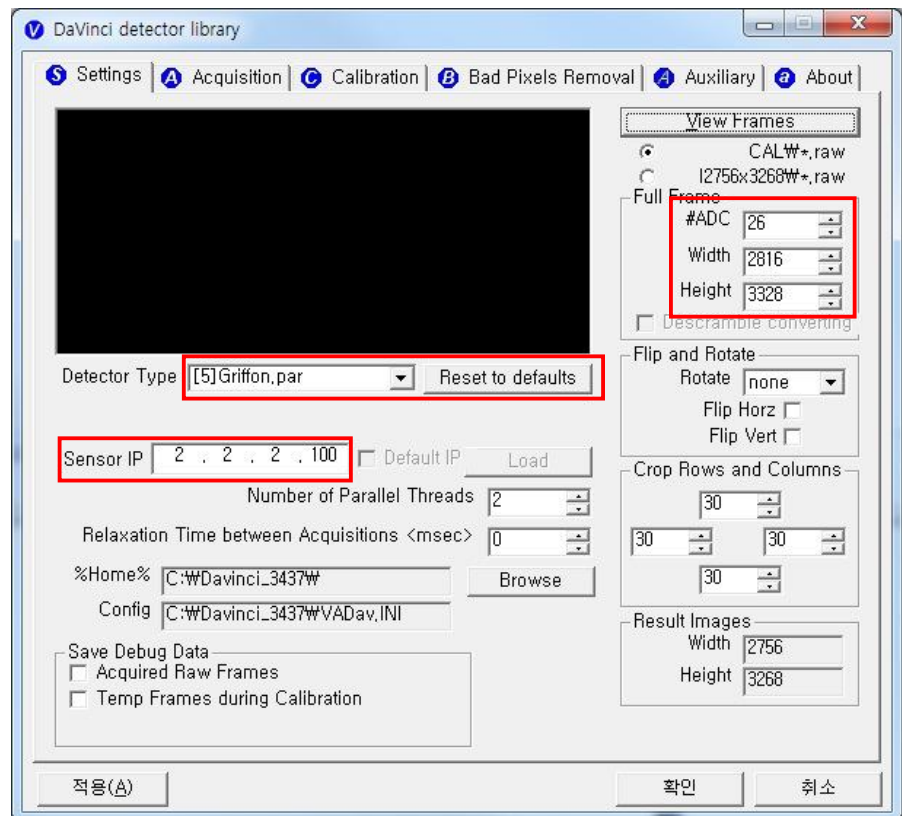 DaVinci detector library
Settings Acquisition Calibration Bad Pixels Removal Auxiliary About
View Frames
CAL₩*.raw
I2756x3268₩*.raw
Full Frame
#ADC 26
Width 2816
Height 3328
Descramble converting
Detector Type [5]Griffon.par Reset to defaults
Flip and Rotate
Rotate none
Flip Horz
Flip Vert
Sensor IP 2 . 2 . 2 . 100 Default IP Load
Number of Parallel Threads 2
Relaxation Time between Acquisitions <msec> 0
%Home% C:₩Davinci_3437₩ Browse
Config C:₩Davinci_3437₩VADav.INI
Crop Rows and Columns
30
30 30
30
Save Debug Data
Acquired Raw Frames
Temp Frames during Calibration
Result Images
Width 2756
Height 3268
적용(A) 확인 취소